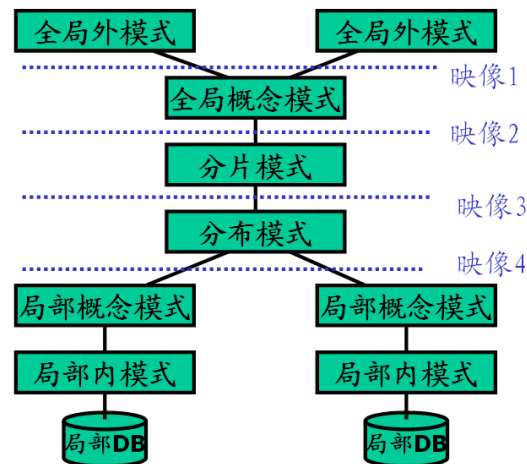 全局外模式
全局外模式
映像1
全局概念模式
映像2
分片模式
映像3
分布模式
映像4
局部概念模式
局部概念模式
局部内模式
局部内模式
局部DB
局部DB